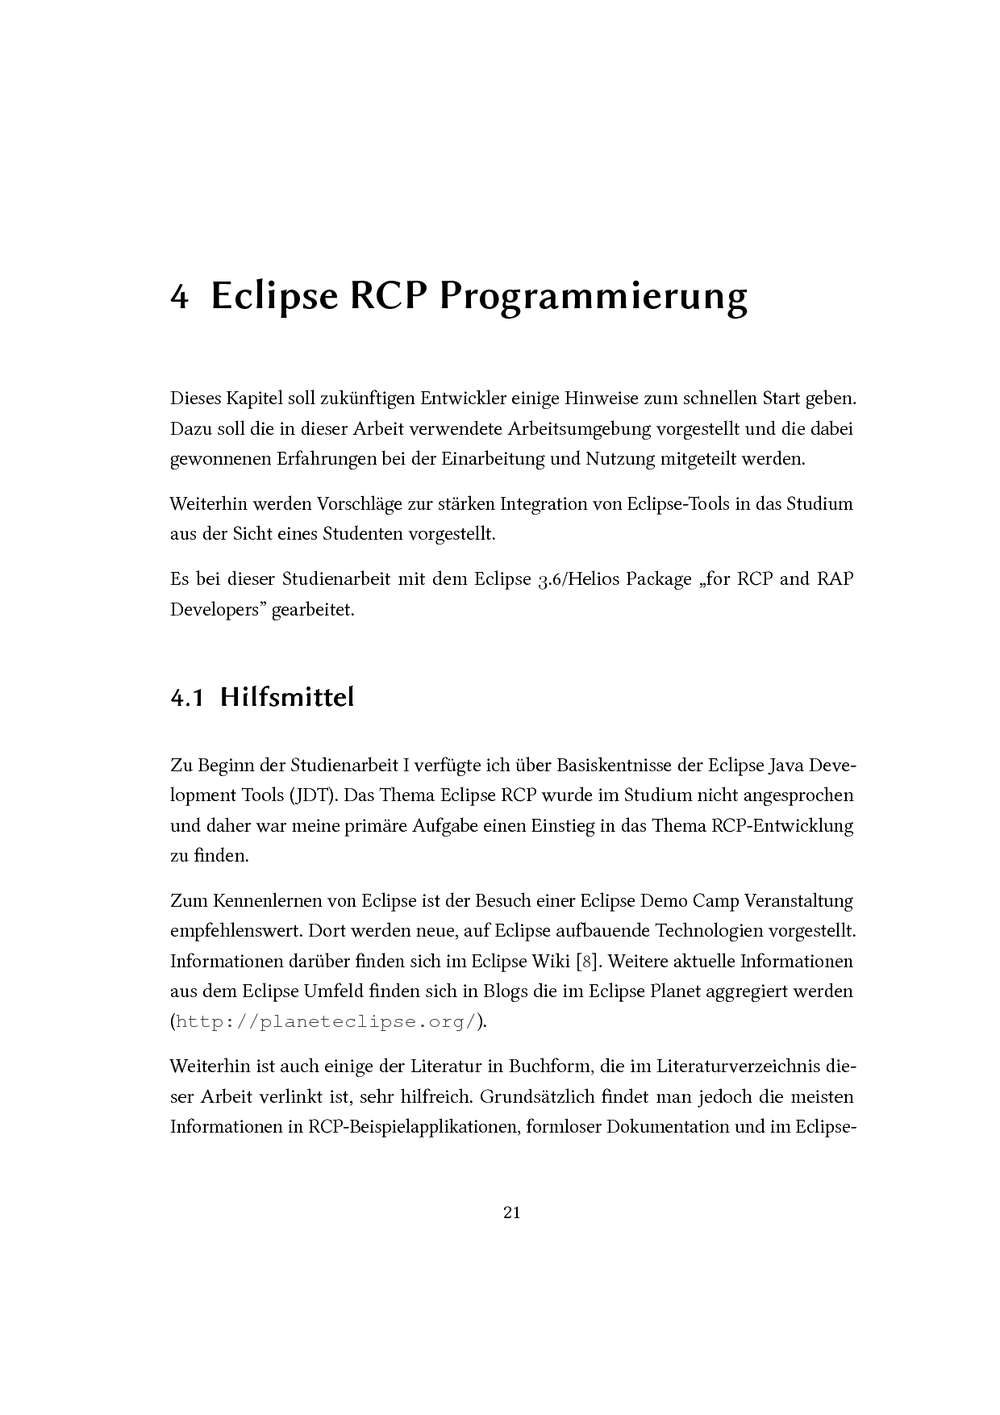 4 Eclipse RCP Programmierung
Dieses Kapitel soll zukünftigen Entwickler einige Hinweise zum schnellen Start geben.
Dazu soll die in dieser Arbeit verwendete Arbeitsumgebung vorgestellt und die dabei
gewonnenen Erfahrungen bei der Einarbeitung und Nutzung mitgeteilt werden.
Weiterhin werden Vorschläge zur stärken Integration von Eclipse-Tools in das Studium
aus der Sicht eines Studenten vorgestellt.
Es bei dieser Studienarbeit mit dem Eclipse 3.6/Helios Package „for RCP and RAP
Developers” gearbeitet.
4.1 Hilfsmittel
Zu Beginn der Studienarbeit I verfügte ich über Basiskentnisse der Eclipse Java Deve-
lopment Tools (JDT). Das Thema Eclipse RCP wurde im Studium nicht angesprochen
und daher war meine primäre Aufgabe einen Einstieg in das Thema RCP-Entwicklung
zu finden.
Zum Kennenlernen von Eclipse ist der Besuch einer Eclipse Demo Camp Veranstaltung
empfehlenswert. Dort werden neue, auf Eclipse aufbauende Technologien vorgestellt.
Informationen darüber finden sich im Eclipse Wiki [8]. Weitere aktuelle Informationen
aus dem Eclipse Umfeld finden sich in Blogs die im Eclipse Planet aggregiert werden
(http://planeteclipse.org/).
Weiterhin ist auch einige der Literatur in Buchform, die im Literaturverzeichnis die-
ser Arbeit verlinkt ist, sehr hilfreich. Grundsätzlich findet man jedoch die meisten
Informationen in RCP-Beispielapplikationen, formloser Dokumentation und im Eclipse-
21